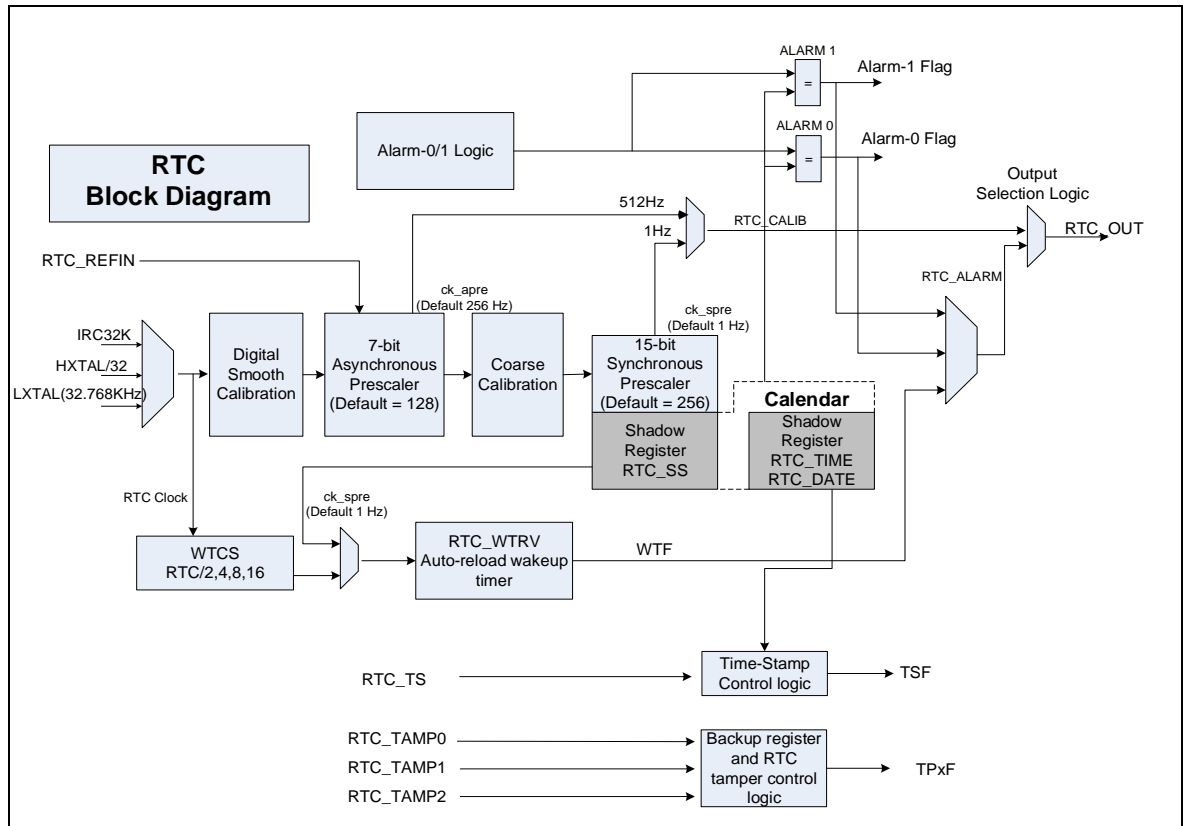 ALARM 1
Alarm-1 Flag
=
Alarm-0/1 Logic
ALARM 0
Alarm-0 Flag
=
RTC
Block Diagram
Output
Selection Logic
512Hz
RTC_CALIB
1Hz
RTC_OUT
RTC_REFIN
RTC_ALARM
ck_apre
(Default 256 Hz)
ck_spre
(Default 1 Hz)
IRC32K
HXTAL/32
LXTAL(32.768KHz)
Digital
Smooth
Calibration
7-bit
Asynchronous
Prescaler
(Default = 128)
Coarse
Calibration
15-bit
Synchronous
Prescaler
(Default = 256)
Calendar
Shadow
Register
RTC_SS
Shadow
Register
RTC_TIME
RTC_DATE
RTC Clock
ck_spre
(Default 1 Hz)
WTCS
RTC/2,4,8,16
RTC_WTRV
Auto-reload wakeup
timer
WTF
RTC_TS
Time-Stamp
Control logic
TSF
RTC_TAMP0
RTC_TAMP1
RTC_TAMP2
Backup register
and RTC
tamper control
logic
TPxF